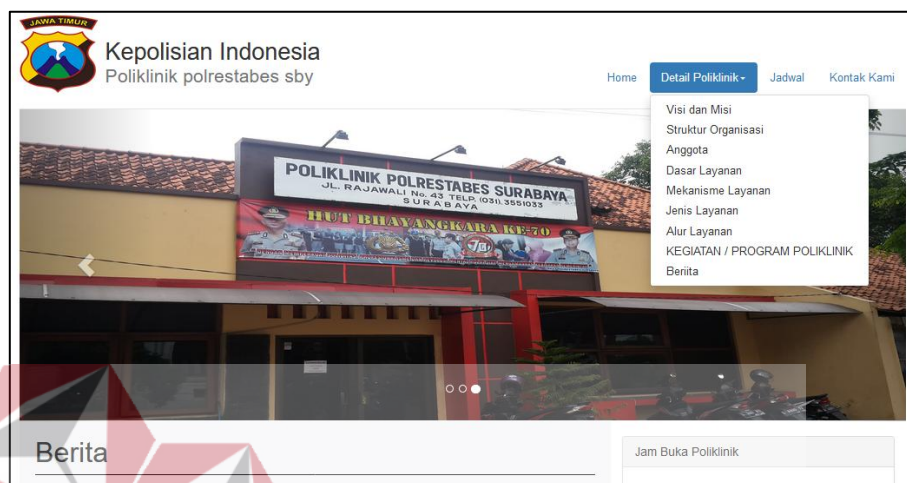 JAWA TIMUR
Kepolisian Indonesia
Poliklinik polrestabes sby
Home
Detail Poliklinik
Jadwal
Kontak Kami
Visi dan Misi
Struktur Organisasi
Anggota
Dasar Layanan
Mekanisme Layanan
Jenis Layanan
Alur Layanan
KEGIATAN / PROGRAM POLIKLINIK
Beriita
POLIKLINIK POLRESTABES SURABAYA
JL. RAJAWALI No. 43 TELP. (031). 3551033
SURABAYA
HUT BHAYANGKARA KE-70
Berita
Jam Buka Poliklinik